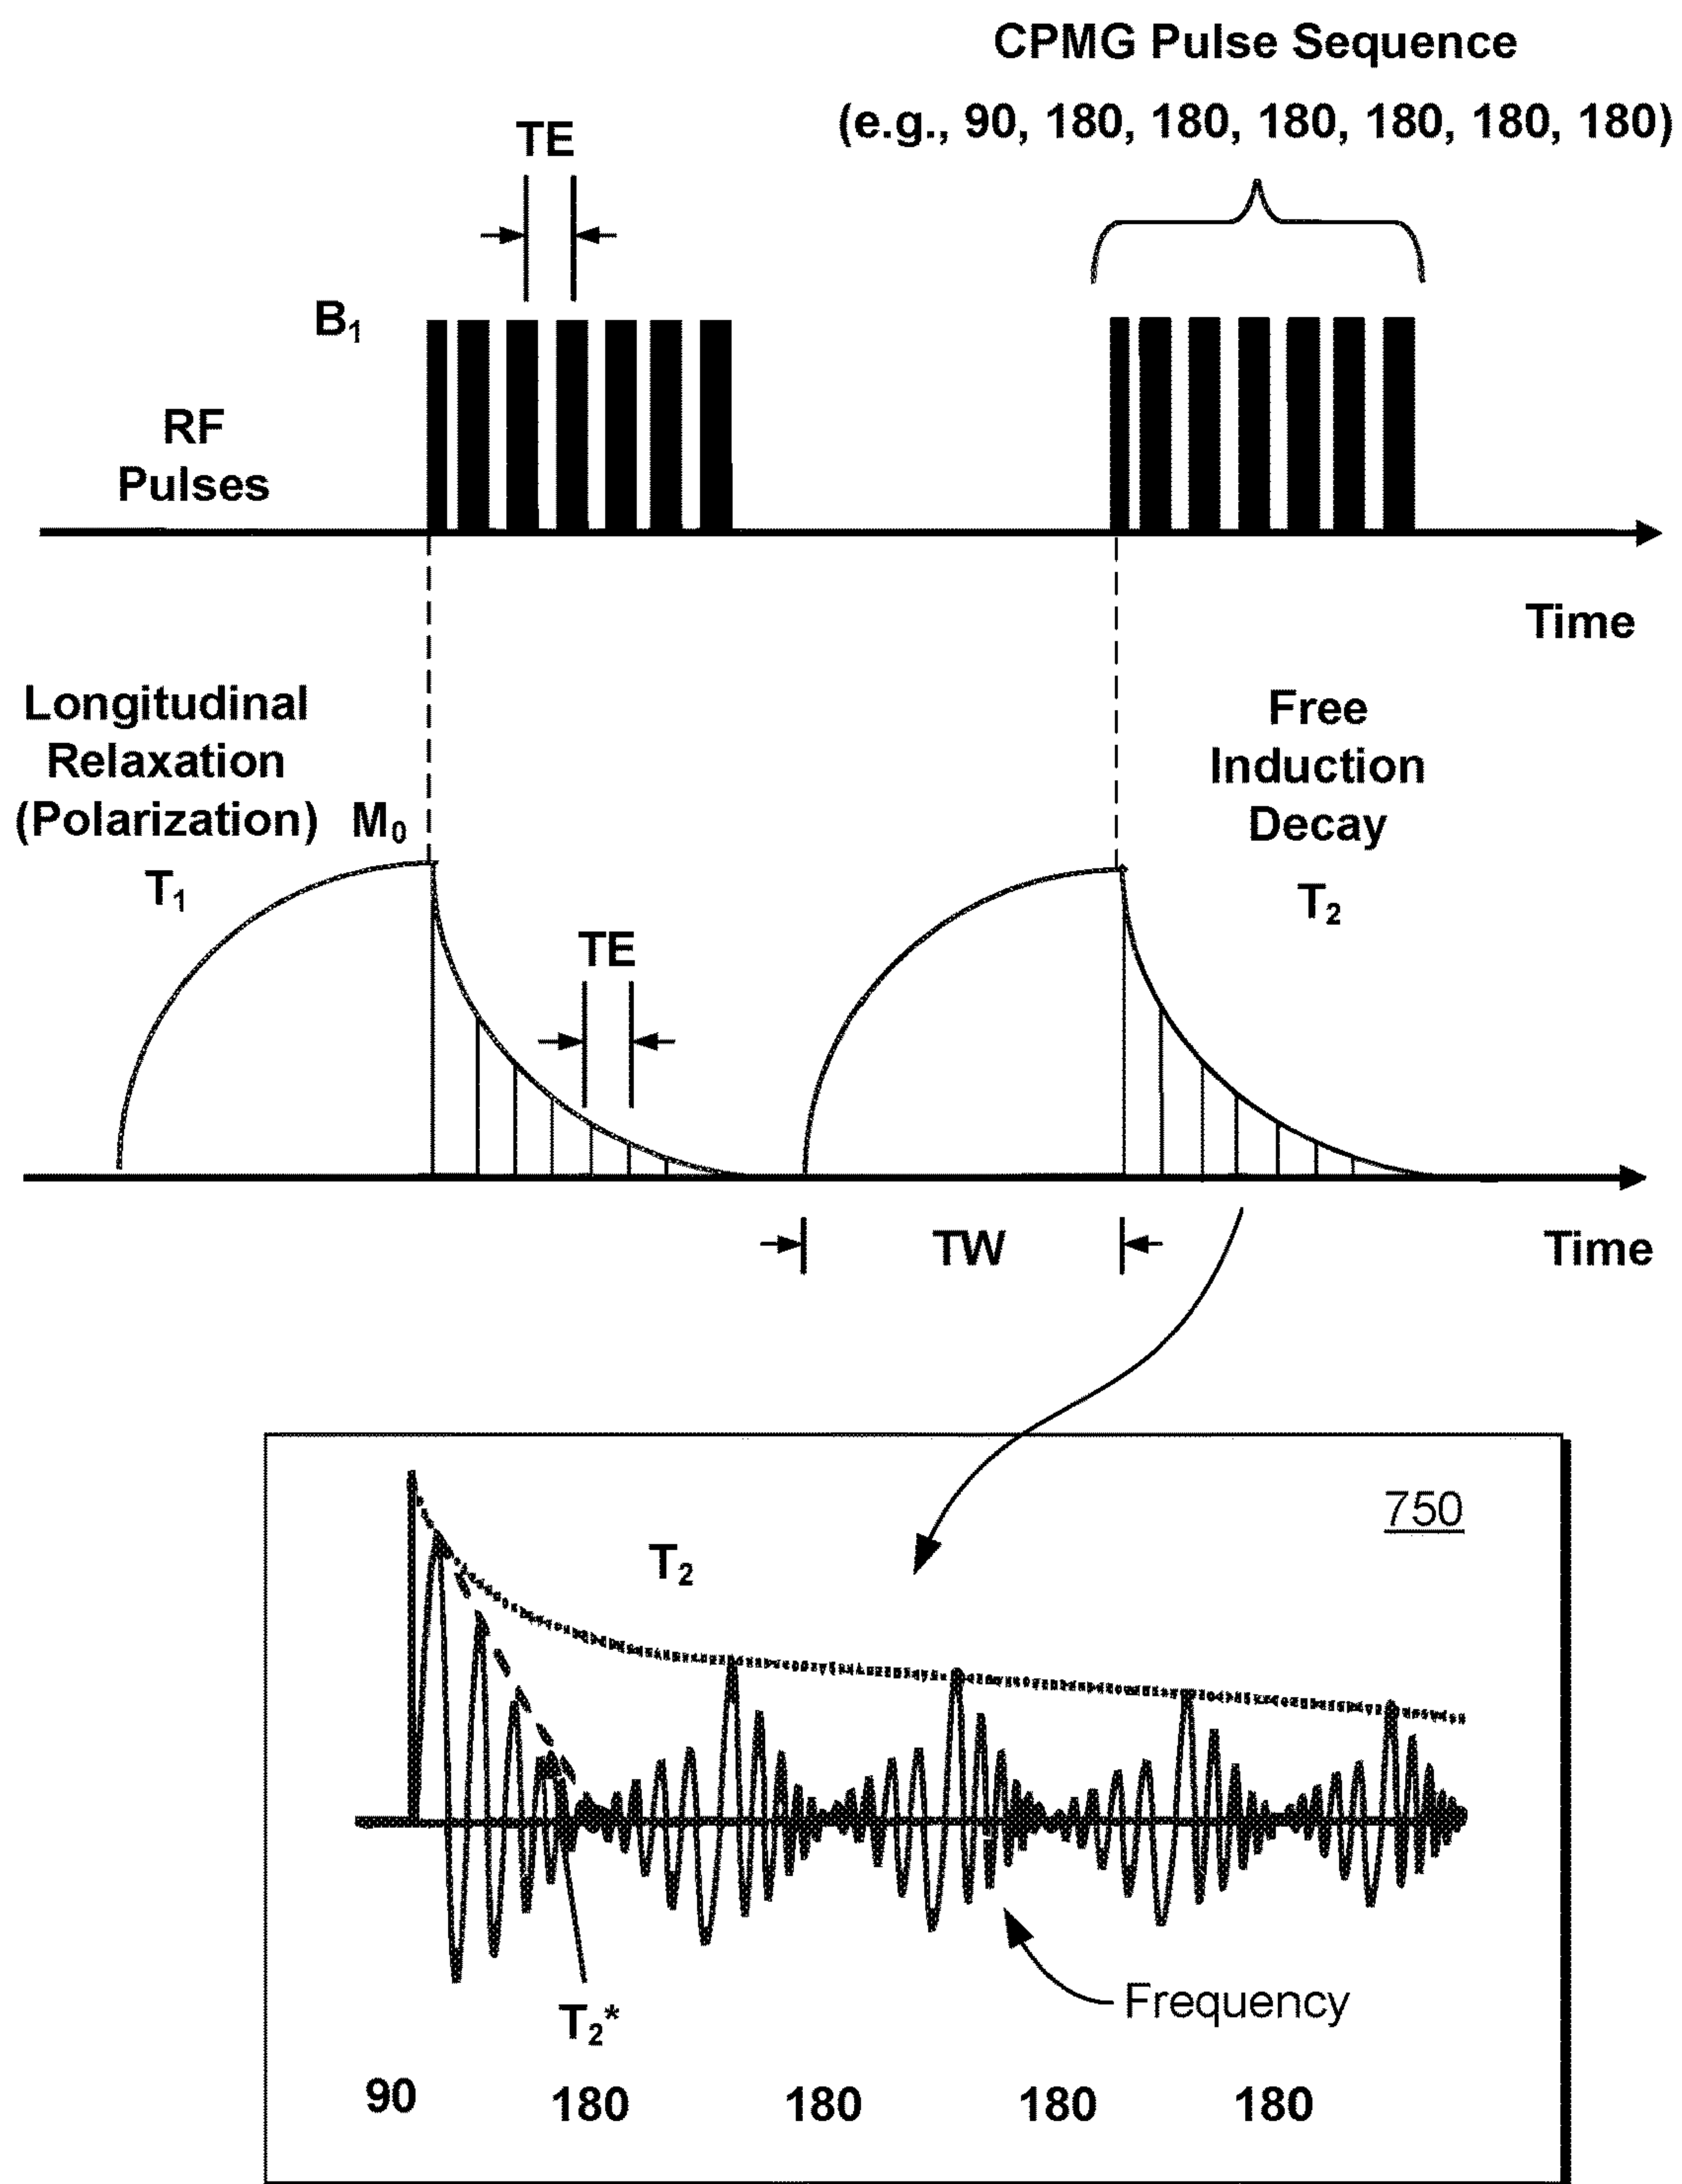 CPMG Pulse Sequence
(e.g., 90, 180, 180, 180, 180, 180, 180)
TE
B₁
RF
Pulses
Time
Longitudinal
Relaxation
(Polarization) M₀
T₁
Free
Induction
Decay
T₂
TE
TW
Time
750
T₂
Frequency
T₂*
90 180 180 180 180